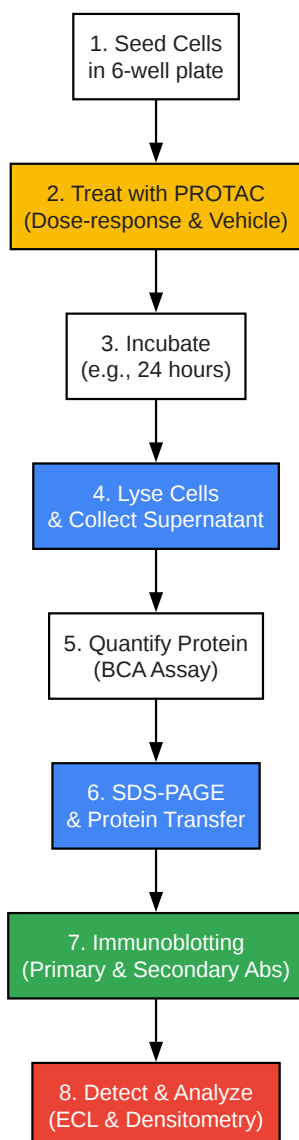 1. Seed Cells
in 6-well plate
2. Treat with PROTAC
(Dose-response & Vehicle)
3. Incubate
(e.g., 24 hours)
4. Lyse Cells
& Collect Supernatant
5. Quantify Protein
(BCA Assay)
6. SDS-PAGE
& Protein Transfer
7. Immunoblotting
(Primary & Secondary Abs)
8. Detect & Analyze
(ECL & Densitometry)